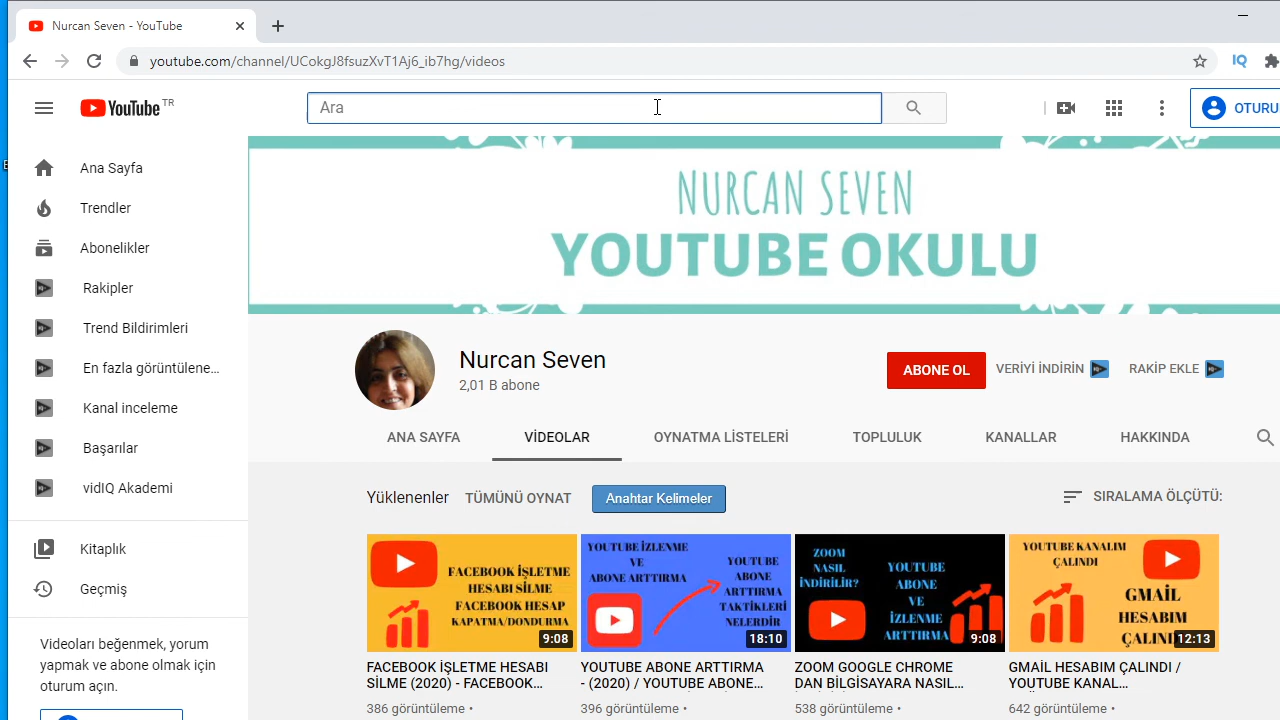 Nurcan Seven - YouTube
youtube.com/channel/UCokgJ8fsuzXvT1Aj6_ib7hg/videos
IQ
YouTube TR
Ara
OTURU
Ana Sayfa
Trendler
Abonelikler
Rakipler
Trend Bildirimleri
En fazla görüntülene...
Kanal inceleme
Başarılar
vidIQ Akademi
Kitaplık
Geçmiş
Videoları beğenmek, yorum
yapmak ve abone olmak için
oturum açın.
NURCAN SEVEN
YOUTUBE OKULU
Nurcan Seven
2,01 B abone
ABONE OL
VERİYİ İNDİRİN
RAKİP EKLE
ANA SAYFA
VİDEOLAR
OYNATMA LİSTELERİ
TOPLULUK
KANALLAR
HAKKINDA
Yüklenenler
TÜMÜNÜ OYNAT
Anahtar Kelimeler
SIRALAMA ÖLÇÜTÜ:
FACEBOOK İŞLETME
HESABI SİLME
FACEBOOK HESAP
KAPATMA/DONDURMA
9:08
FACEBOOK İŞLETME HESABI
SİLME (2020) - FACEBOOK...
386 görüntüleme •
YOUTUBE İZLENME
VE
ABONE ARTTIRMA
YOUTUBE
ABONE
ARTTIRMA
TAKTİKLERİ
NELERDİR
18:10
YOUTUBE ABONE ARTTIRMA
- (2020) / YOUTUBE ABONE...
396 görüntüleme •
ZOOM
NASIL
İNDİRİLİR?
YOUTUBE
ABONE
VE
İZLENME
ARTTIRMA
9:08
ZOOM GOOGLE CHROME
DAN BİLGİSAYARA NASIL...
538 görüntüleme •
YOUTUBE KANALIM
ÇALINDI
GMAİL
HESABIM
ÇALINDI
12:13
GMAİL HESABIM ÇALINDI /
YOUTUBE KANAL...
642 görüntüleme •